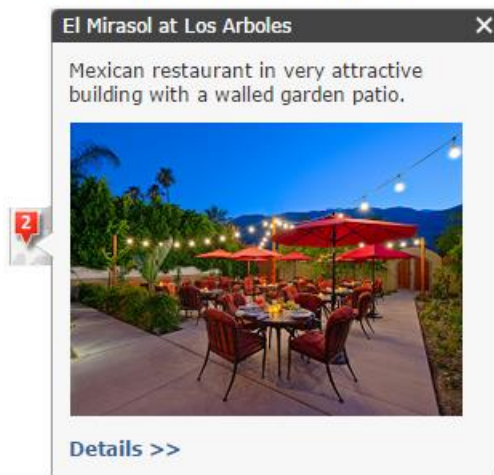 El Mirasol at Los Arboles
Mexican restaurant in very attractive
building with a walled garden patio.
2
Details >>